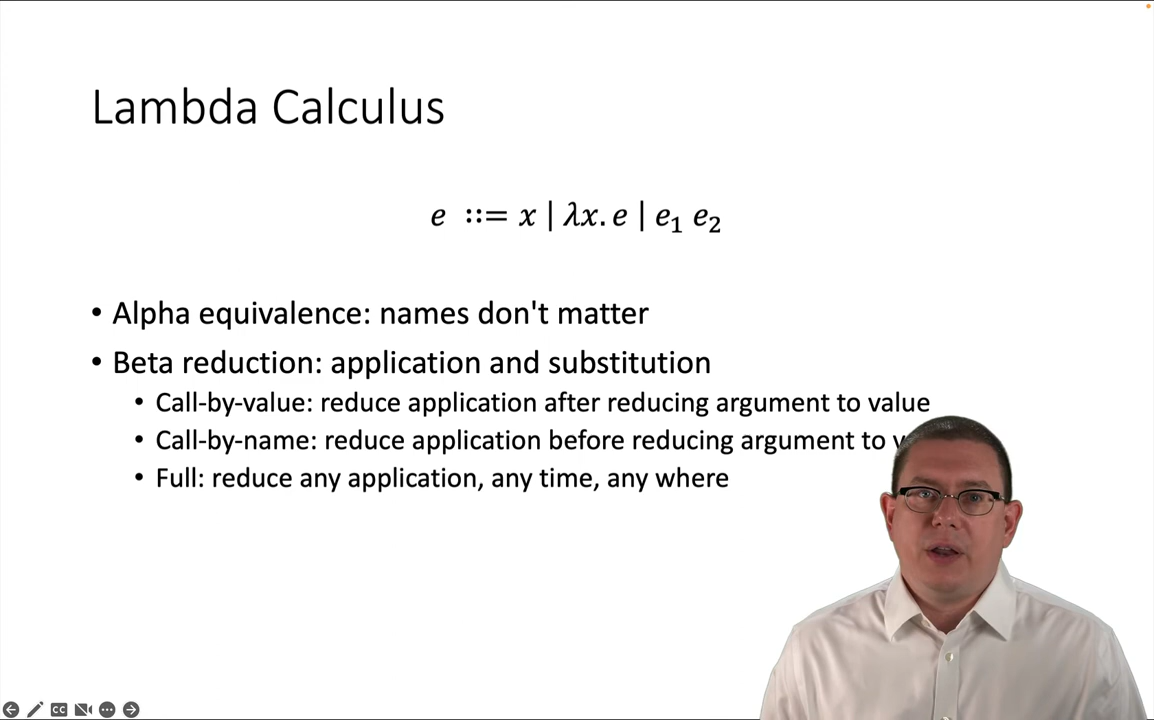 Lambda Calculus
e ::= x | λx. e | e₁ e₂
• Alpha equivalence: names don't matter
• Beta reduction: application and substitution
• Call-by-value: reduce application after reducing argument to value
• Call-by-name: reduce application before reducing argument to
• Full: reduce any application, any time, any where
CC